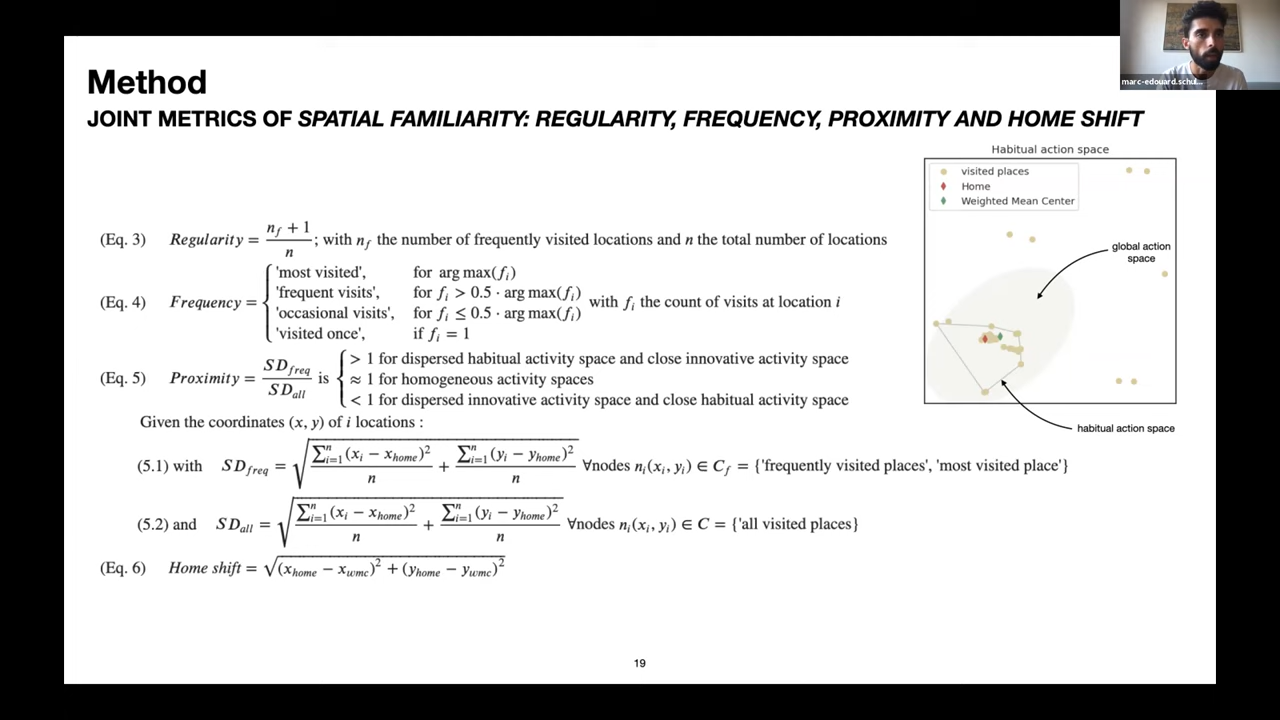 marc-edouard.schul...
Method
JOINT METRICS OF SPATIAL FAMILIARITY: REGULARITY, FREQUENCY, PROXIMITY AND HOME SHIFT
Habitual action space
visited places
Home
Weighted Mean Center
global action
space
habitual action space
(Eq. 3) Regularity = (n_f + 1) / n ; with n_f the number of frequently visited locations and n the total number of locations
(Eq. 4) Frequency = {
'most visited', for arg max(f_i)
'frequent visits', for f_i > 0.5 · arg max(f_i)
'occasional visits', for f_i ≤ 0.5 · arg max(f_i)
'visited once', if f_i = 1
with f_i the count of visits at location i
(Eq. 5) Proximity = SD_freq / SD_all is {
> 1 for dispersed habitual activity space and close innovative activity space
≈ 1 for homogeneous activity spaces
< 1 for dispersed innovative activity space and close habitual activity space
Given the coordinates (x, y) of i locations :
(5.1) with SD_freq = √( ∑_{i=1}^n (x_i − x_home)² / n + ∑_{i=1}^n (y_i − y_home)² / n ) ∀nodes n_i(x_i, y_i) ∈ C_f = {'frequently visited places', 'most visited place'}
(5.2) and SD_all = √( ∑_{i=1}^n (x_i − x_home)² / n + ∑_{i=1}^n (y_i − y_home)² / n ) ∀nodes n_i(x_i, y_i) ∈ C = {'all visited places}
(Eq. 6) Home shift = √( (x_home − x_wmc)² + (y_home − y_wmc)² )
19